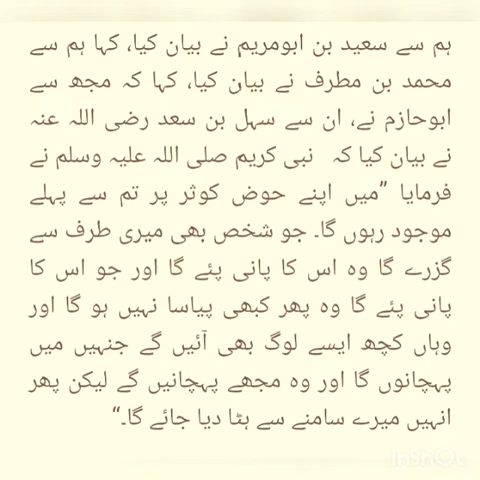 ہم سے سعید بن ابومریم نے بیان کیا، کہا ہم سے
محمد بن مطرف نے بیان کیا، کہا کہ مجھ سے
ابوحازم نے، ان سے سہل بن سعد رضی اللہ عنہ
نے بیان کیا کہ نبی کریم صلی اللہ علیہ وسلم نے
فرمایا ”میں اپنے حوض کوثر پر تم سے پہلے
موجود رہوں گا۔ جو شخص بھی میری طرف سے
گزرے گا وہ اس کا پانی پئے گا اور جو اس کا
پانی پئے گا وہ پھر کبھی پیاسا نہیں ہو گا اور
وہاں کچھ ایسے لوگ بھی آئیں گے جنہیں میں
پہچانوں گا اور وہ مجھے پہچانیں گے لیکن پھر
انہیں میرے سامنے سے ہٹا دیا جائے گا۔“
InShOt